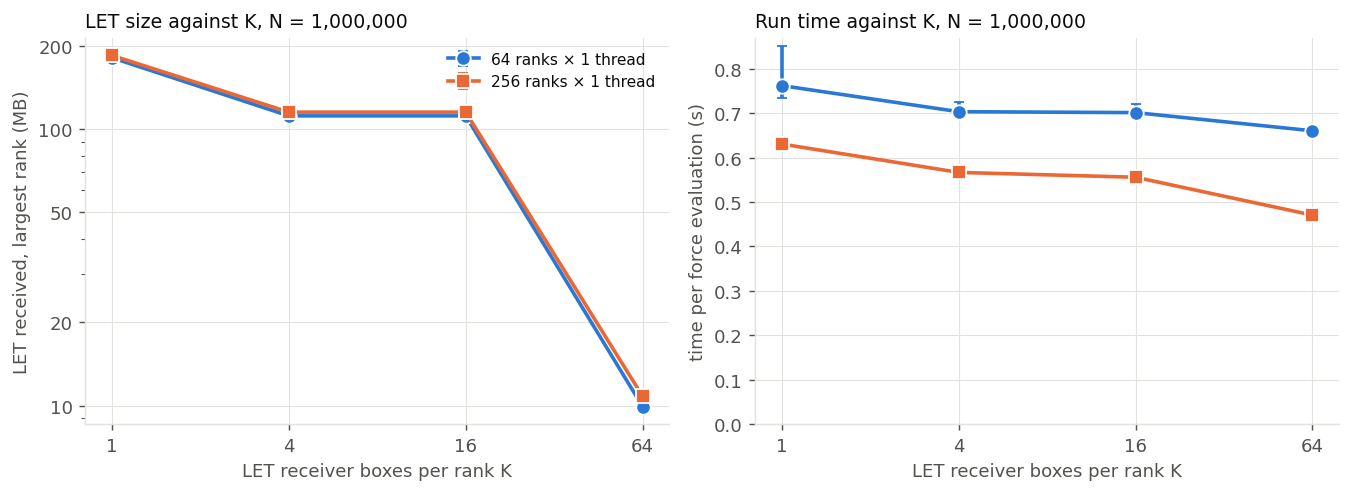 LET size against K, N = 1,000,000
LET received, largest rank (MB)
200
100
50
20
10
64 ranks × 1 thread
256 ranks × 1 thread
1
4
16
64
LET receiver boxes per rank K
Run time against K, N = 1,000,000
time per force evaluation (s)
0.8
0.7
0.6
0.5
0.4
0.3
0.2
0.1
0.0
1
4
16
64
LET receiver boxes per rank K